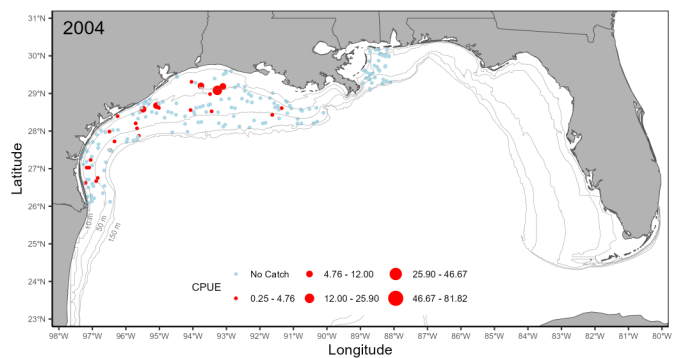 2004
31°N
30°N
29°N
28°N
27°N
26°N
25°N
24°N
23°N
Latitude
10 m
50 m
150 m
CPUE
No Catch
4.76 - 12.00
25.90 - 46.67
0.25 - 4.76
12.00 - 25.90
46.67 - 81.82
98°W 97°W 96°W 95°W 94°W 93°W 92°W 91°W 90°W 89°W 88°W 87°W 86°W 85°W 84°W 83°W 82°W 81°W 80°W
Longitude